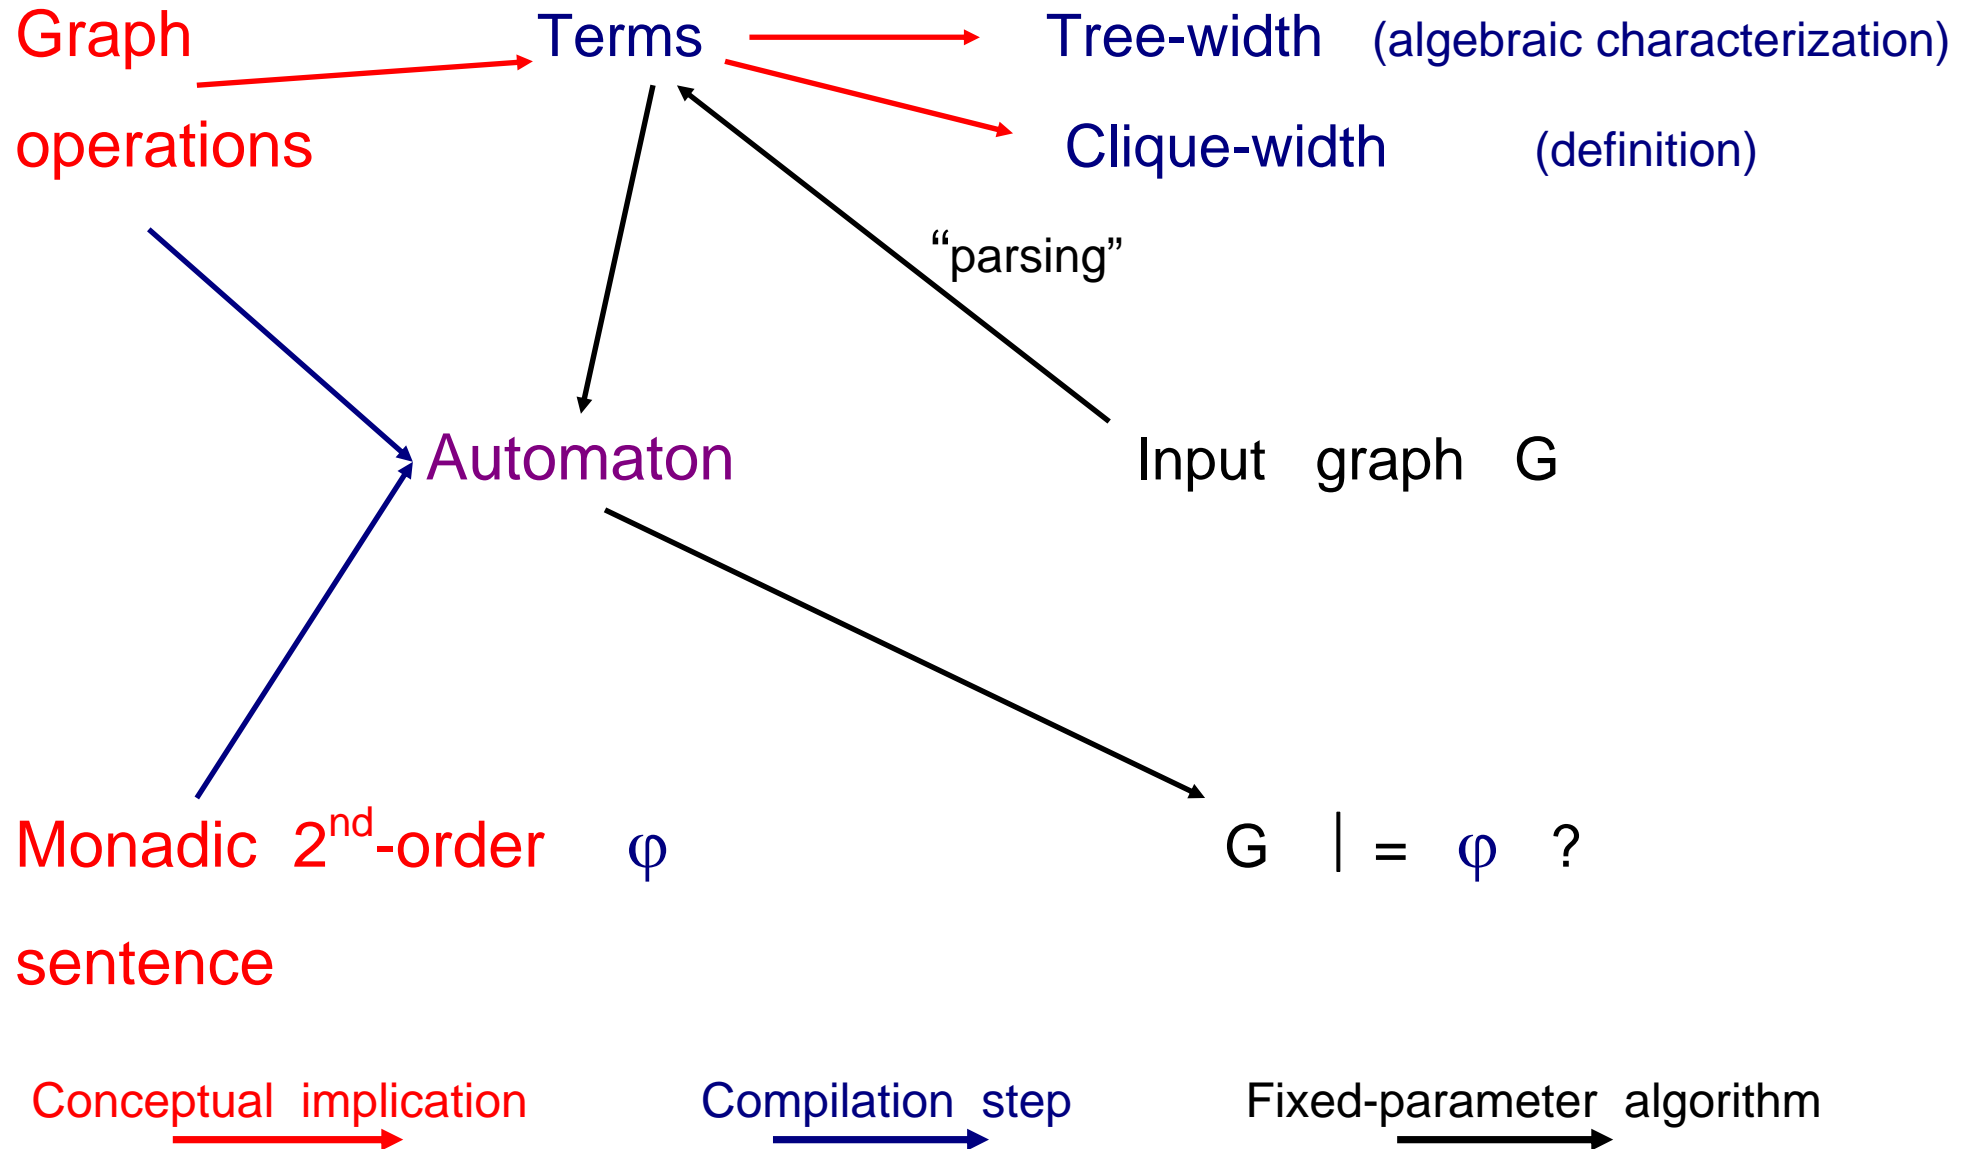 Graph Terms Tree-width (algebraic characterization)
operations Clique-width (definition)
“parsing”
Automaton Input graph G
Monadic 2nd-order φ G |= φ ?
sentence
Conceptual implication Compilation step Fixed-parameter algorithm